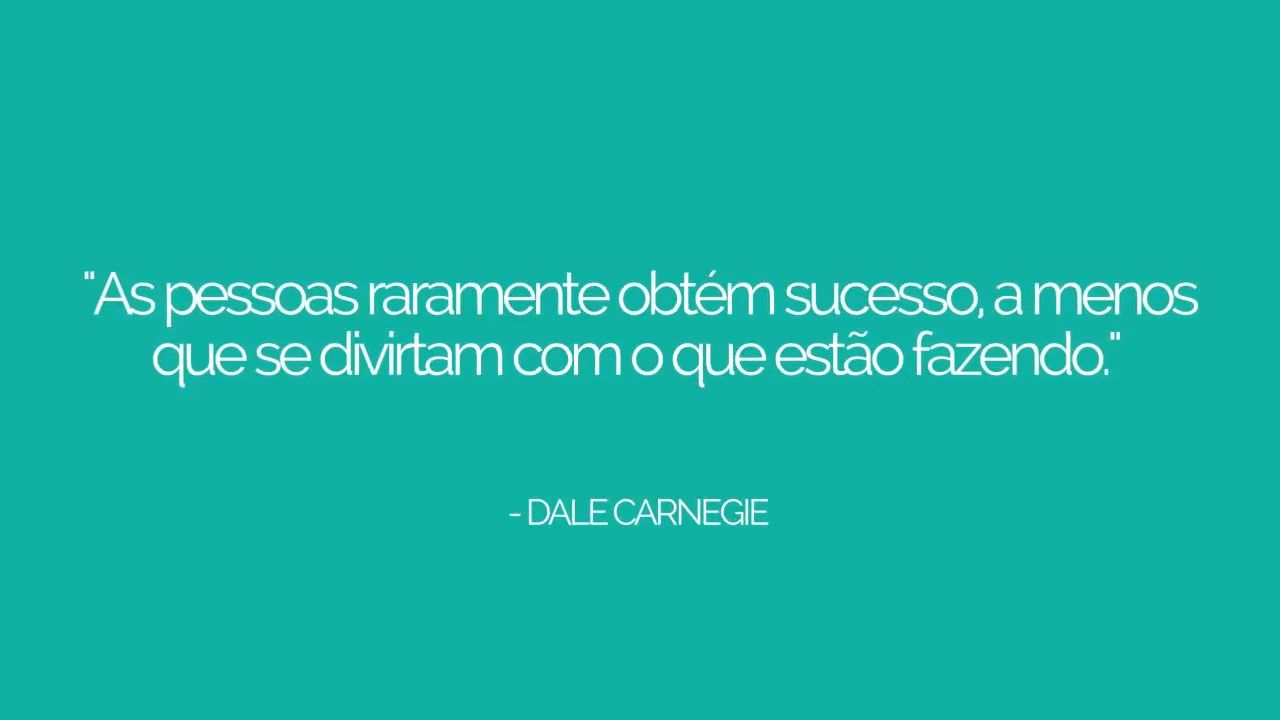 "As pessoas raramente obtém sucesso, a menos
que se divirtam com o que estão fazendo."
- DALE CARNEGIE